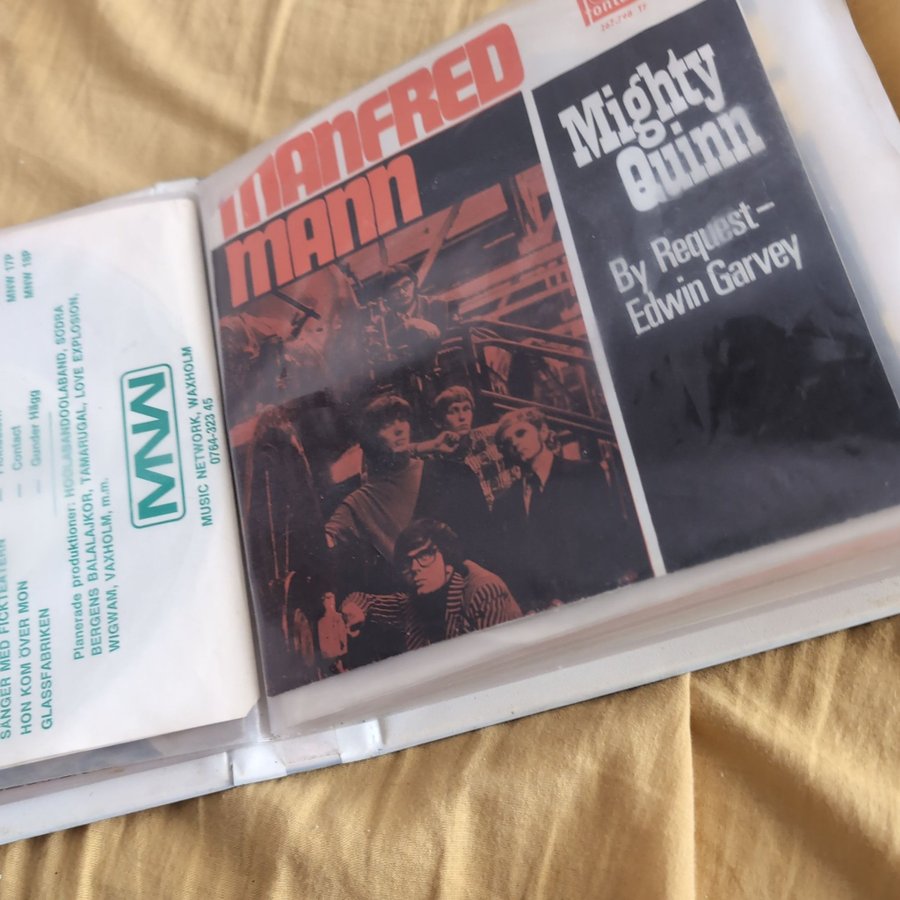 MANFRED
MANN
Mighty
Quinn
By Request–
Edwin Garvey
MNW 17P
MNW 18P
— Contact
— Gunder Hägg
SÅNGER MED FICKTEATERN
HON KOM ÖVER MON
GLASSFABRIKEN
Planerade produktioner: HOOLABANDOOLABAND, SÖDRA
BERGENS BALALAJKOR, TAMARUGAL, LOVE EXPLOSION,
WIGWAM, VAXHOLM, m.m.
MNW
MUSIC NETWORK, WAXHOLM
0764-323 45